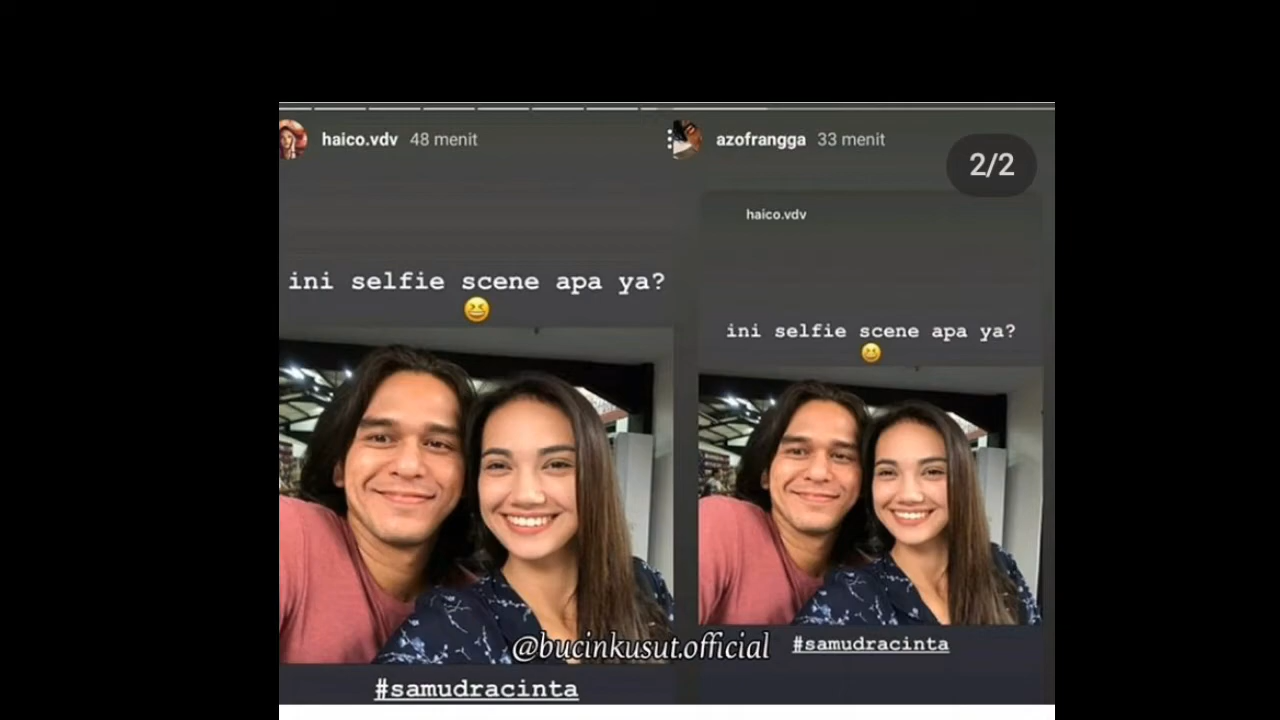 haico.vdv 48 menit
ini selfie scene apa ya?
#samudracinta
azofrangga 33 menit
2/2
haico.vdv
ini selfie scene apa ya?
#samudracinta
@bucinkusut.official